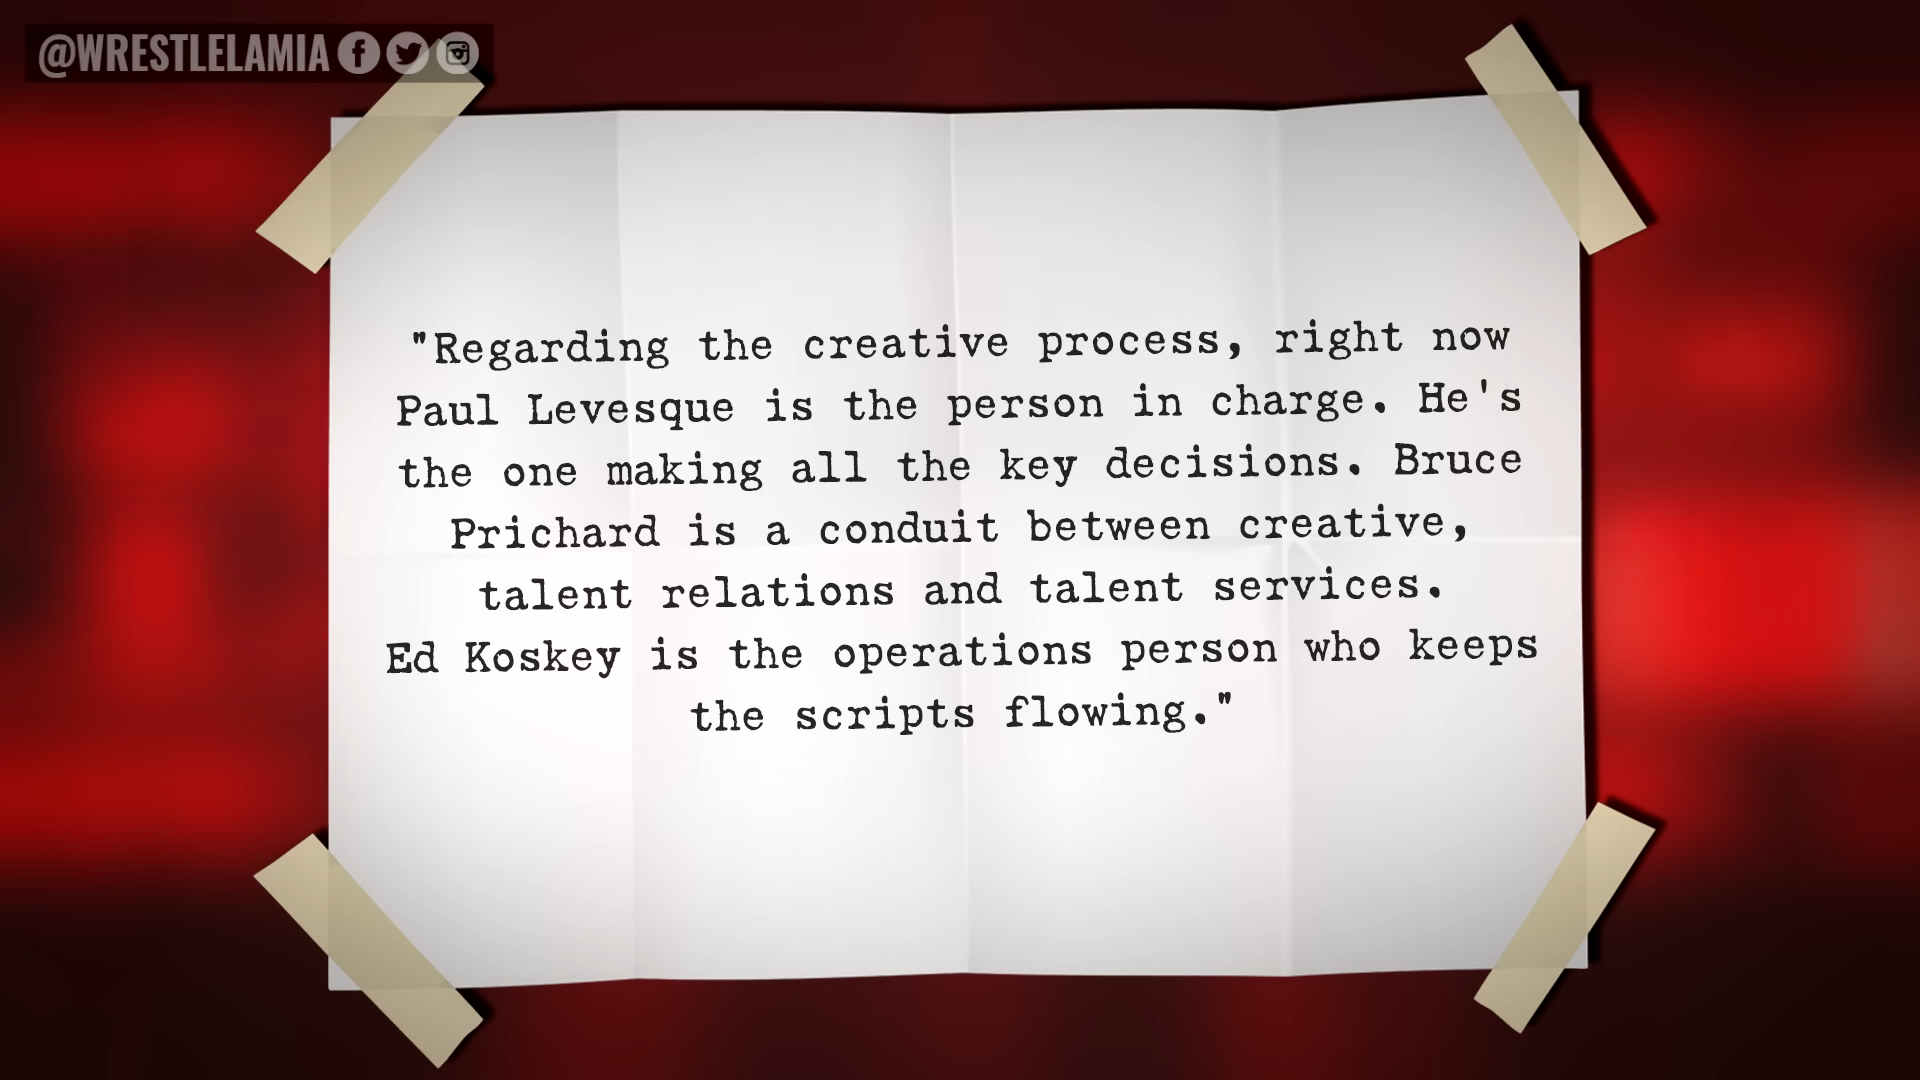 @WRESTLELAMIA
"Regarding the creative process, right now
Paul Levesque is the person in charge. He's
the one making all the key decisions. Bruce
Prichard is a conduit between creative,
talent relations and talent services.
Ed Koskey is the operations person who keeps
the scripts flowing."